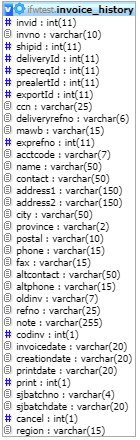 ifwtest.invoice_history
invid : int(11)
invno : varchar(10)
shipid : int(11)
deliveryId : int(11)
specreqId : int(11)
prealertId : int(11)
exportId : int(11)
ccn : varchar(25)
deliveryrefno : varchar(6)
mawb : varchar(15)
exprefno : int(11)
acctcode : varchar(7)
name : varchar(50)
contact : varchar(50)
address1 : varchar(150)
address2 : varchar(150)
city : varchar(50)
province : varchar(2)
postal : varchar(10)
phone : varchar(15)
fax : varchar(15)
altcontact : varchar(50)
altphone : varchar(15)
oldinv : varchar(7)
refno : varchar(25)
note : varchar(255)
codinv : int(1)
invoicedate : varchar(20)
creationdate : varchar(20)
printdate : varchar(20)
print : int(1)
sjbatchno : varchar(4)
sjbatchdate : varchar(20)
cancel : int(1)
region : varchar(15)